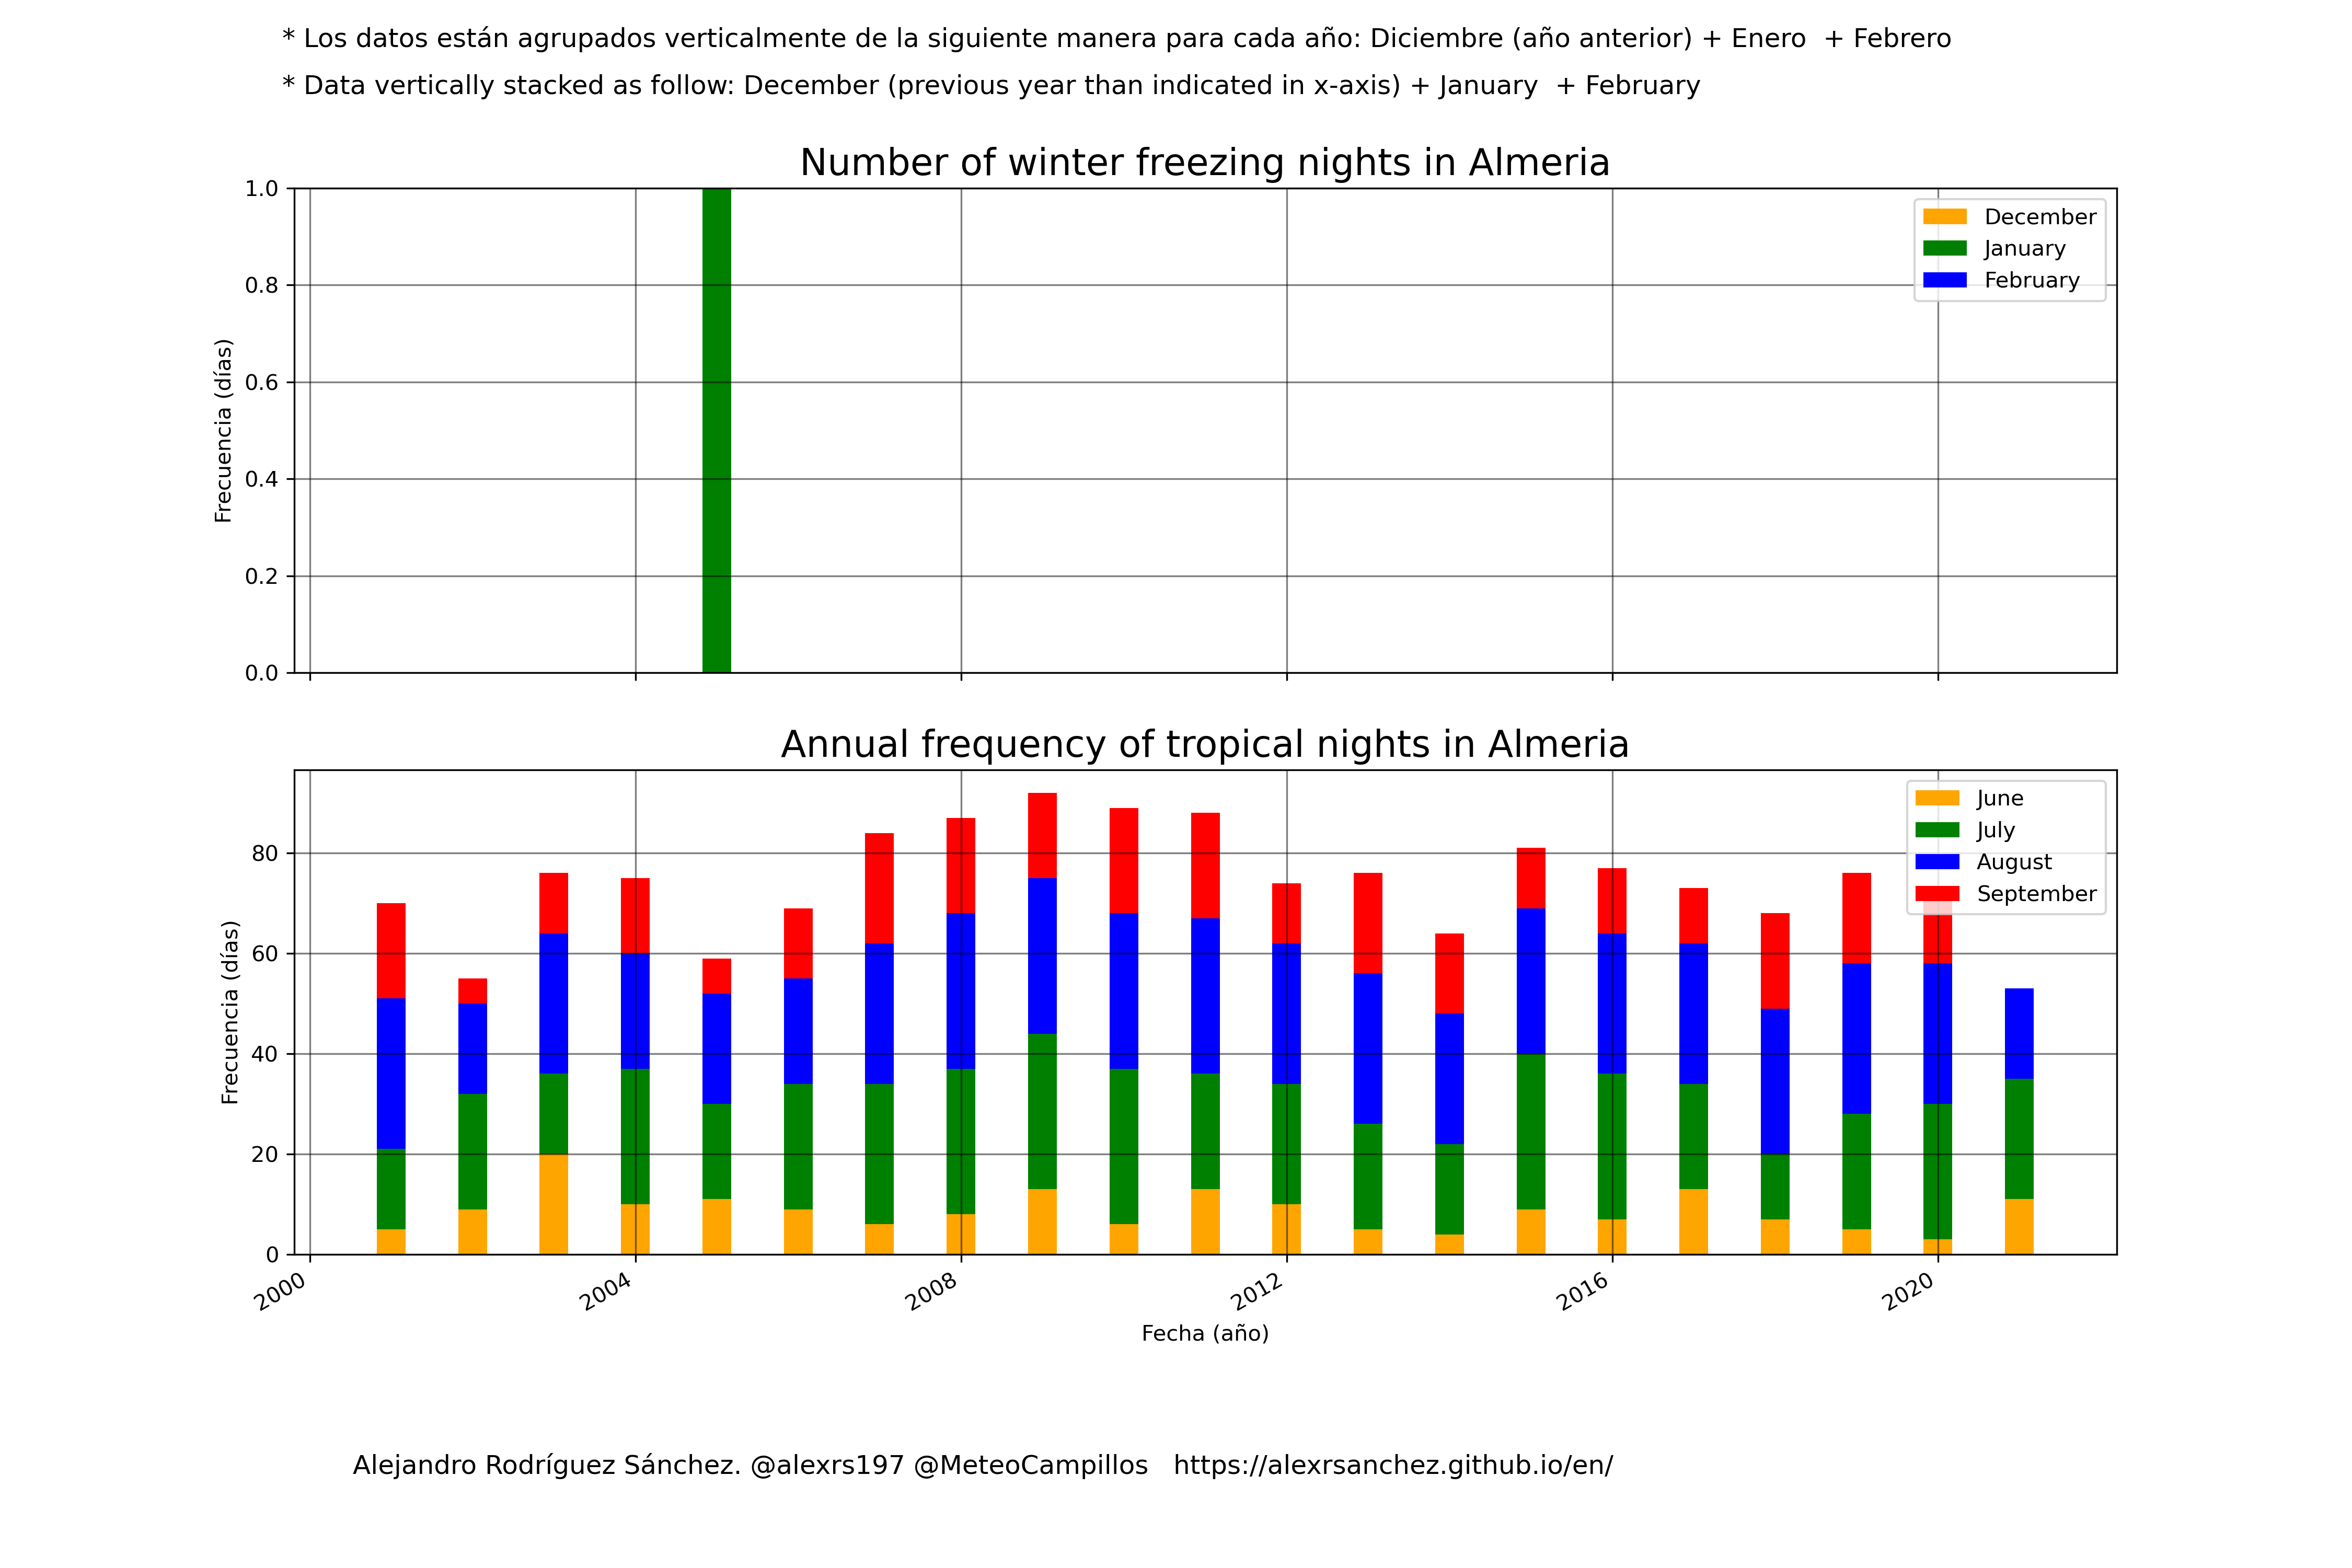 * Los datos están agrupados verticalmente de la siguiente manera para cada año: Diciembre (año anterior) + Enero  + Febrero
* Data vertically stacked as follow: December (previous year than indicated in x-axis) + January  + February
Number of winter freezing nights in Almeria
1.0
0.8
0.6
0.4
0.2
0.0
Frecuencia (días)
December
January
February
Annual frequency of tropical nights in Almeria
80
60
40
20
0
Frecuencia (días)
June
July
August
September
2000
2004
2008
2012
2016
2020
Fecha (año)
Alejandro Rodríguez Sánchez. @alexrs197 @MeteoCampillos   https://alexrsanchez.github.io/en/